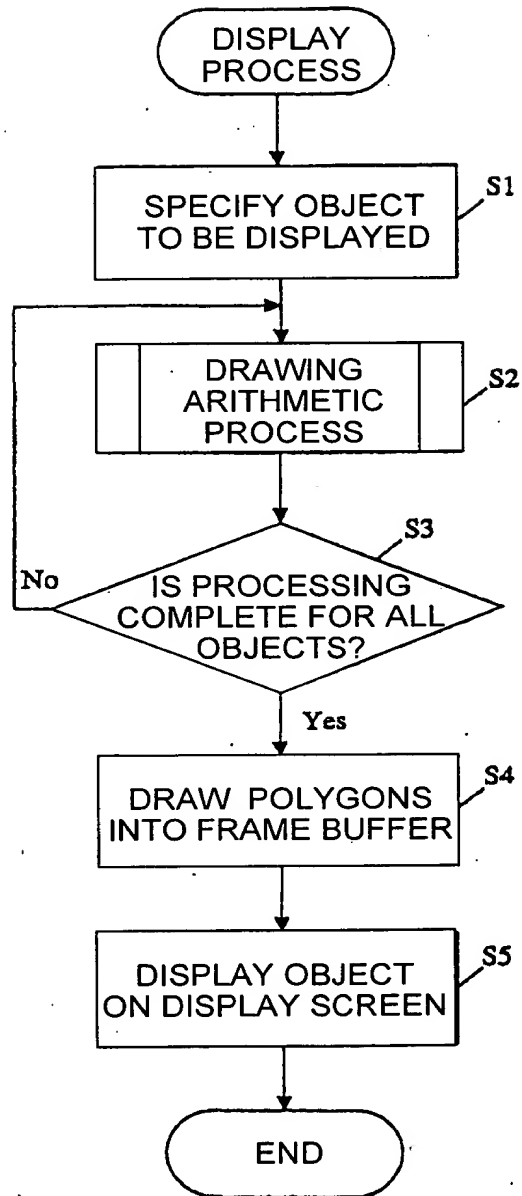 DISPLAY
PROCESS
S1
SPECIFY OBJECT
TO BE DISPLAYED
S2
DRAWING
ARITHMETIC
PROCESS
S3
No
IS PROCESSING
COMPLETE FOR ALL
OBJECTS?
Yes
S4
DRAW POLYGONS
INTO FRAME BUFFER
S5
DISPLAY OBJECT
ON DISPLAY SCREEN
END